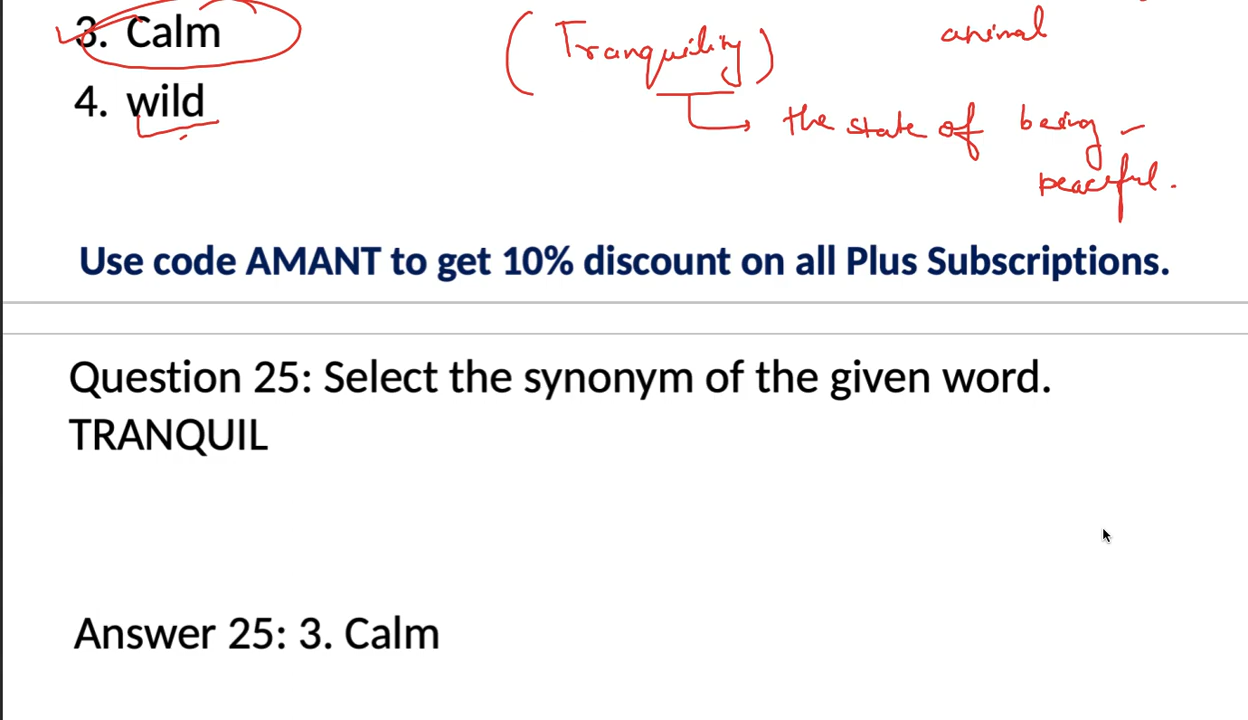 3. Calm
(Tranquility)
animal
4. wild
the state of being -
peaceful.
Use code AMANT to get 10% discount on all Plus Subscriptions.
Question 25: Select the synonym of the given word.
TRANQUIL
Answer 25: 3. Calm